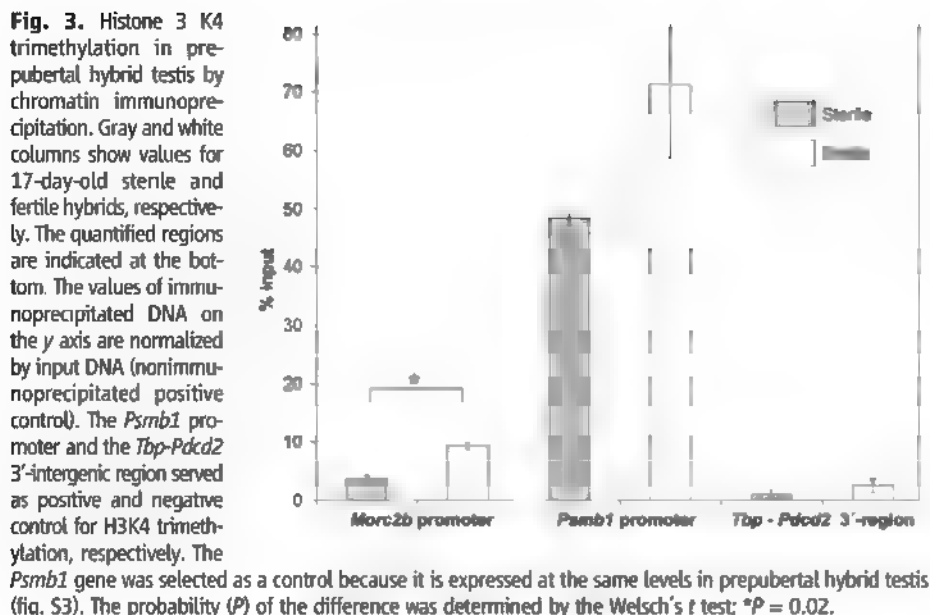 Fig. 3. Histone 3 K4
trimethylation in pre-
pubertal hybrid testis by
chromatin immunopre-
cipitation. Gray and white
columns show values for
17-day-old sterile and
fertile hybrids, respective-
ly. The quantified regions
are indicated at the bot-
tom. The values of immu-
noprecipitated DNA on
the y axis are normalized
by input DNA (nonimmu-
noprecipitated positive
control). The Psmb1 pro-
moter and the Tbp-Pdcd2
3′-intergenic region served
as positive and negative
control for H3K4 trimeth-
ylation, respectively. The
Psmb1 gene was selected as a control because it is expressed at the same levels in prepubertal hybrid testis
(fig. S3). The probability (P) of the difference was determined by the Welsch's t test; *P = 0.02.
80
70
60
50
40
30
20
10
0
% input
*
Sterile
Morc2b promoter
Psmb1 promoter
Tbp - Pdcd2 3′-region